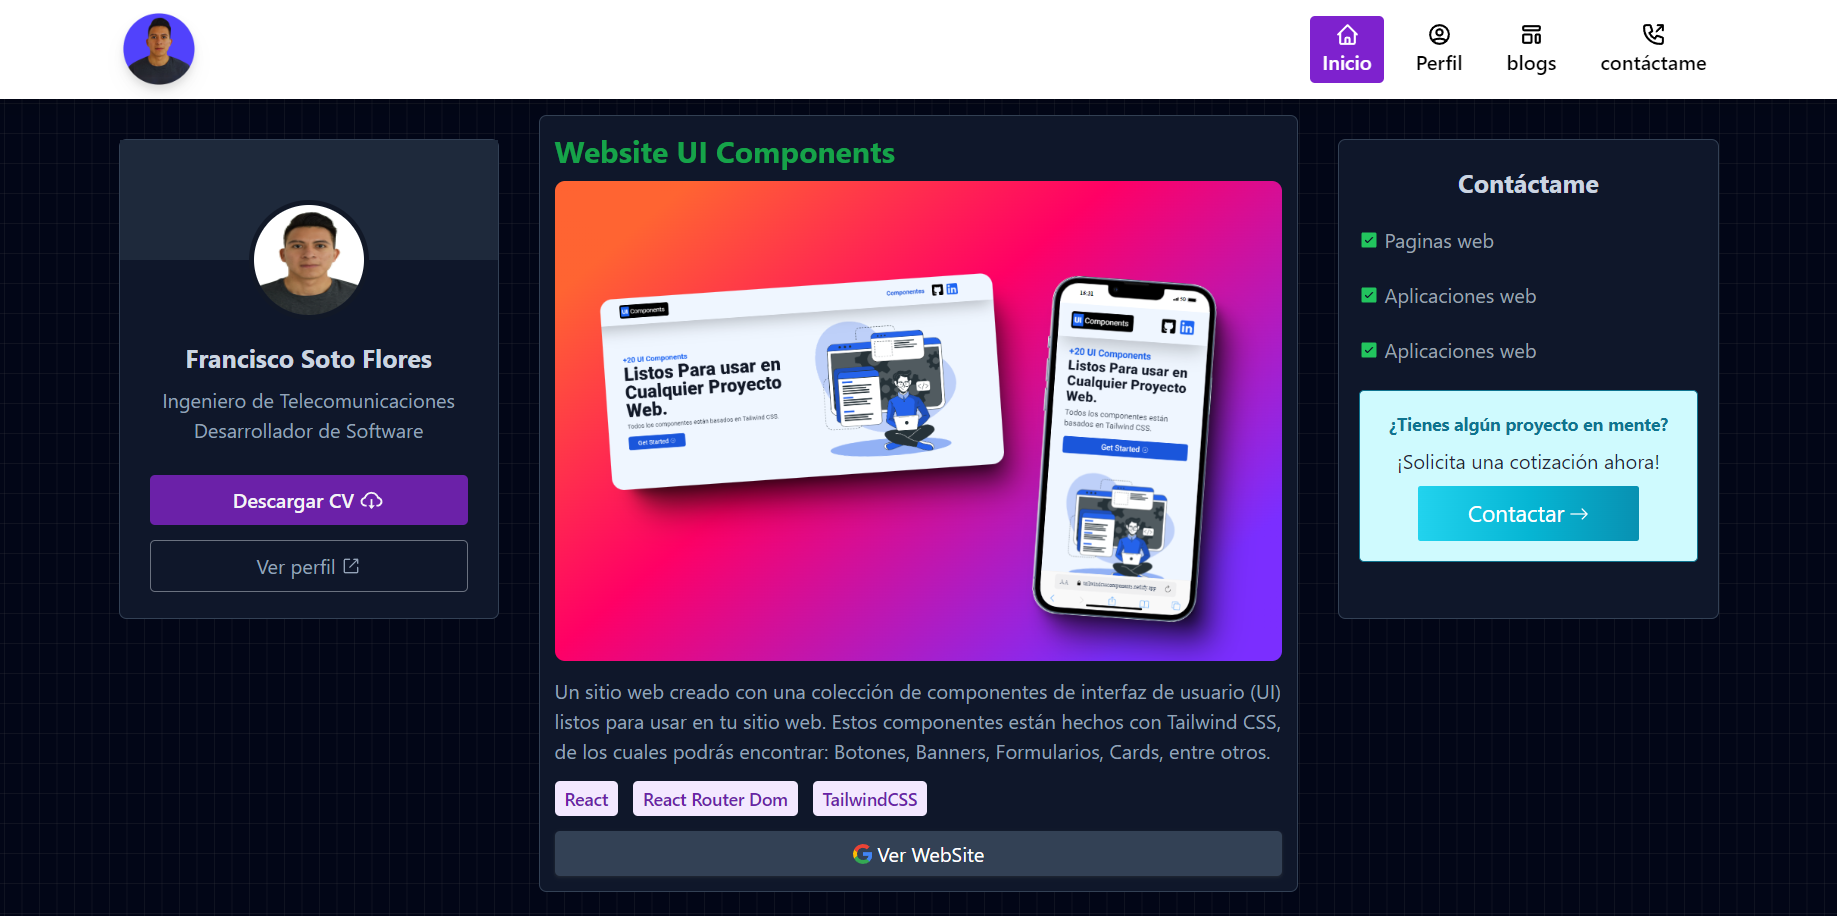 Inicio
Perfil
blogs
contáctame
Francisco Soto Flores
Ingeniero de Telecomunicaciones
Desarrollador de Software
Descargar CV
Ver perfil
Website UI Components
UI Components
Componentes
+20 UI Components
Listos Para usar en
Cualquier Proyecto
Web.
Todos los componentes están basados en Tailwind CSS.
Get Started
16:21
5G
UI Components
+20 UI Components
Listos Para usar en
Cualquier Proyecto
Web.
Todos los componentes están
basados en Tailwind CSS.
Get Started
AA
Un sitio web creado con una colección de componentes de interfaz de usuario (UI)
listos para usar en tu sitio web. Estos componentes están hechos con Tailwind CSS,
de los cuales podrás encontrar: Botones, Banners, Formularios, Cards, entre otros.
React
React Router Dom
TailwindCSS
Ver WebSite
Contáctame
Paginas web
Aplicaciones web
Aplicaciones web
¿Tienes algún proyecto en mente?
¡Solicita una cotización ahora!
Contactar